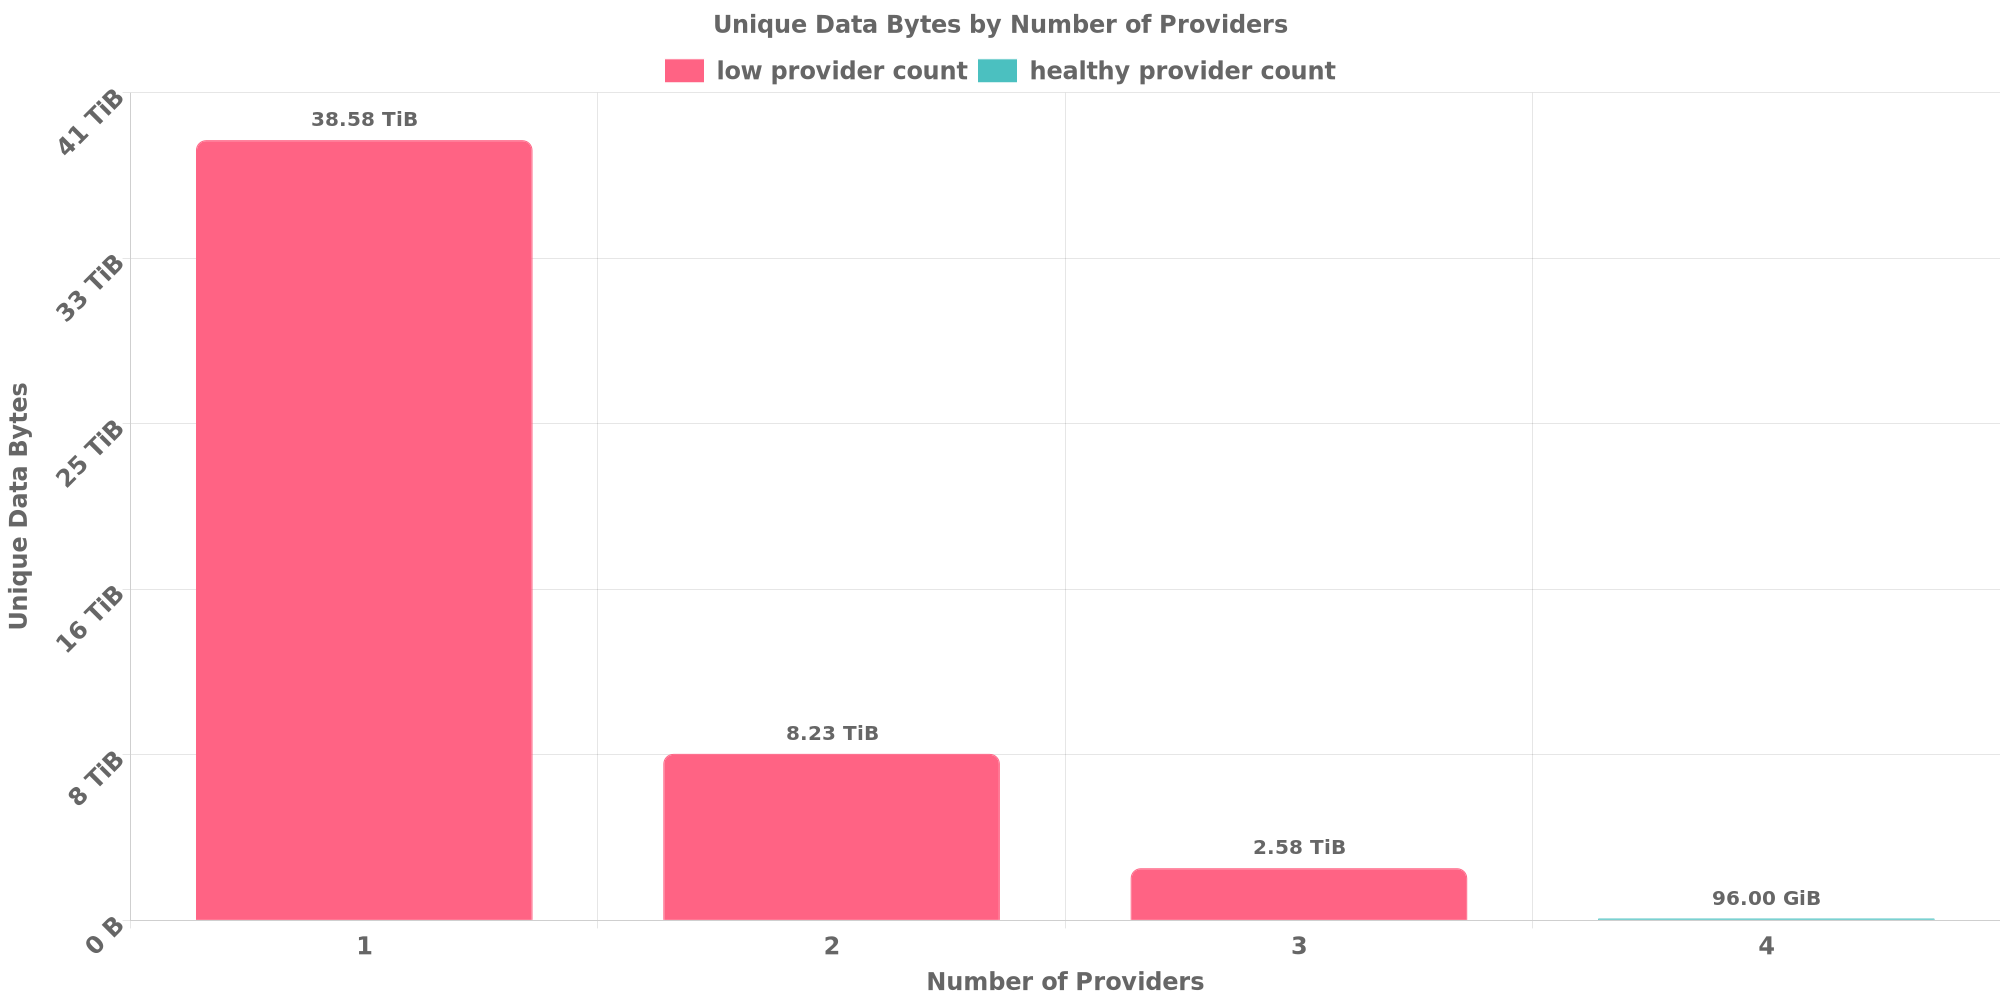 Unique Data Bytes by Number of Providers
low provider count healthy provider count
41 TiB
33 TiB
25 TiB
16 TiB
8 TiB
0 B
Unique Data Bytes
38.58 TiB
8.23 TiB
2.58 TiB
96.00 GiB
1 2 3 4
Number of Providers